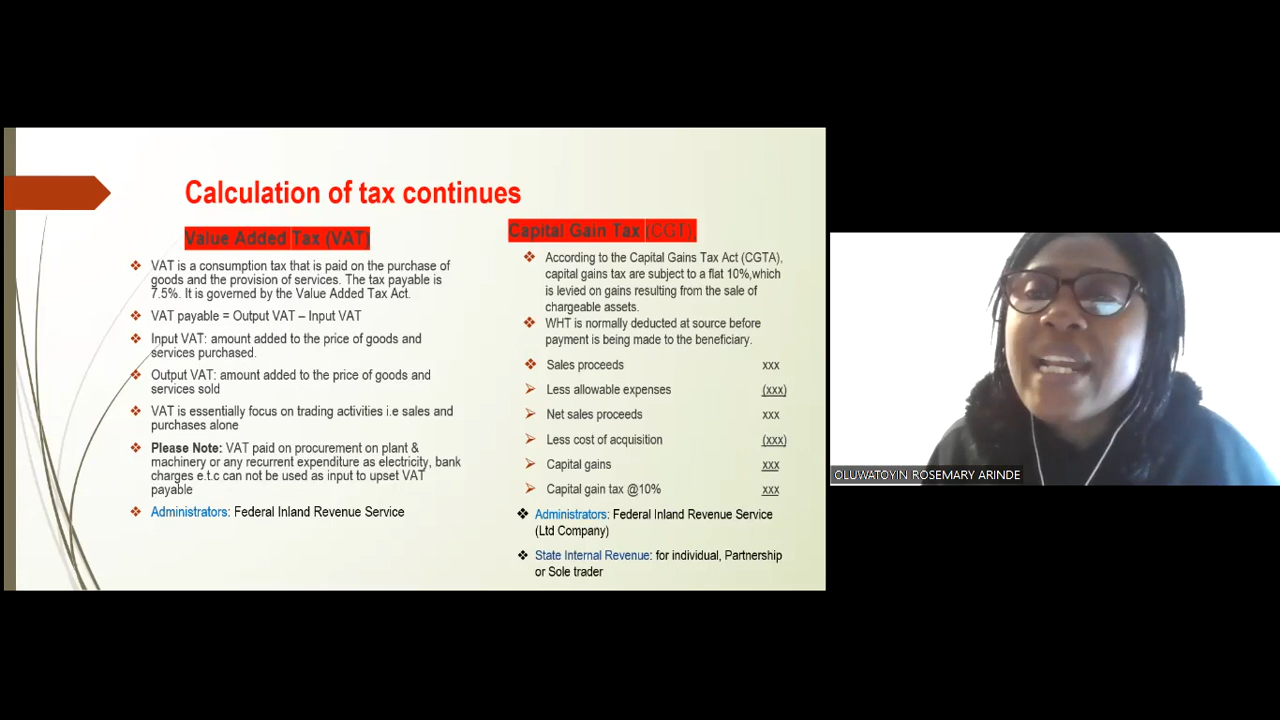 Calculation of tax continues
Value Added Tax (VAT)
VAT is a consumption tax that is paid on the purchase of
goods and the provision of services. The tax payable is
7.5%. It is governed by the Value Added Tax Act.
VAT payable = Output VAT – Input VAT
Input VAT: amount added to the price of goods and
services purchased.
Output VAT: amount added to the price of goods and
services sold
VAT is essentially focus on trading activities i.e sales and
purchases alone
Please Note: VAT paid on procurement on plant &
machinery or any recurrent expenditure as electricity, bank
charges e.t.c can not be used as input to upset VAT
payable
Administrators: Federal Inland Revenue Service
Capital Gain Tax (CGT).
According to the Capital Gains Tax Act (CGTA),
capital gains tax are subject to a flat 10%,which
is levied on gains resulting from the sale of
chargeable assets.
WHT is normally deducted at source before
payment is being made to the beneficiary.
Sales proceeds xxx
Less allowable expenses (xxx)
Net sales proceeds xxx
Less cost of acquisition (xxx)
Capital gains xxx
Capital gain tax @10% xxx
Administrators: Federal Inland Revenue Service
(Ltd Company)
State Internal Revenue: for individual, Partnership
or Sole trader
OLUWATOYIN ROSEMARY ARINDE